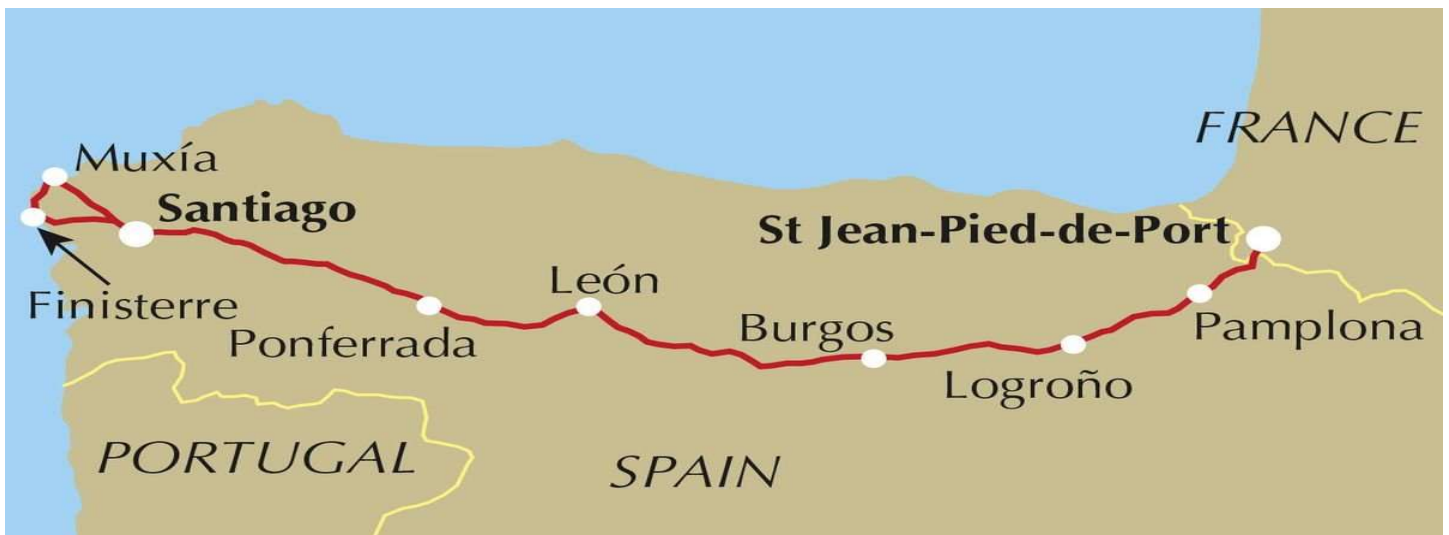 FRANCE
Muxía
Santiago
St Jean-Pied-de-Port
León
Finisterre
Burgos
Pamplona
Ponferrada
Logroño
PORTUGAL
SPAIN